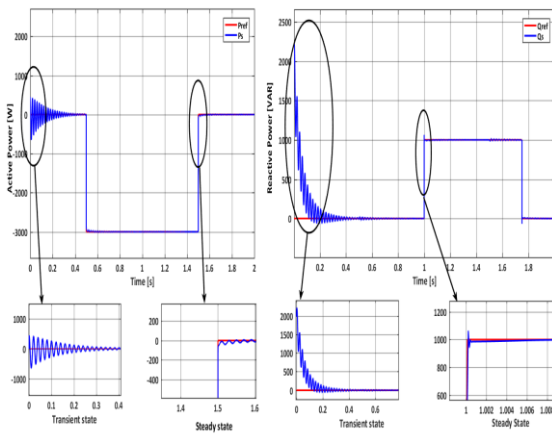 2000
1000
0
-1000
-2000
-3000
Active Power [W]
Pref
Ps
0 0.2 0.4 0.6 0.8 1 1.2 1.4 1.6 1.8 2
Time [s]
2500
2000
1500
1000
500
0
Reactive Power [VAR]
Qref
Qs
0.2 0.4 0.6 0.8 1 1.2 1.4 1.6 1.8
Time [s]
1000
0
-1000
0 0.1 0.2 0.3 0.4
Transient state
200
0
-200
-400
1.4 1.5 1.6
Steady state
2000
1500
1000
500
0
0 0.2 0.4 0.6
Transient state
1000
800
600
1 1.002 1.004 1.006 1.008
Steady State